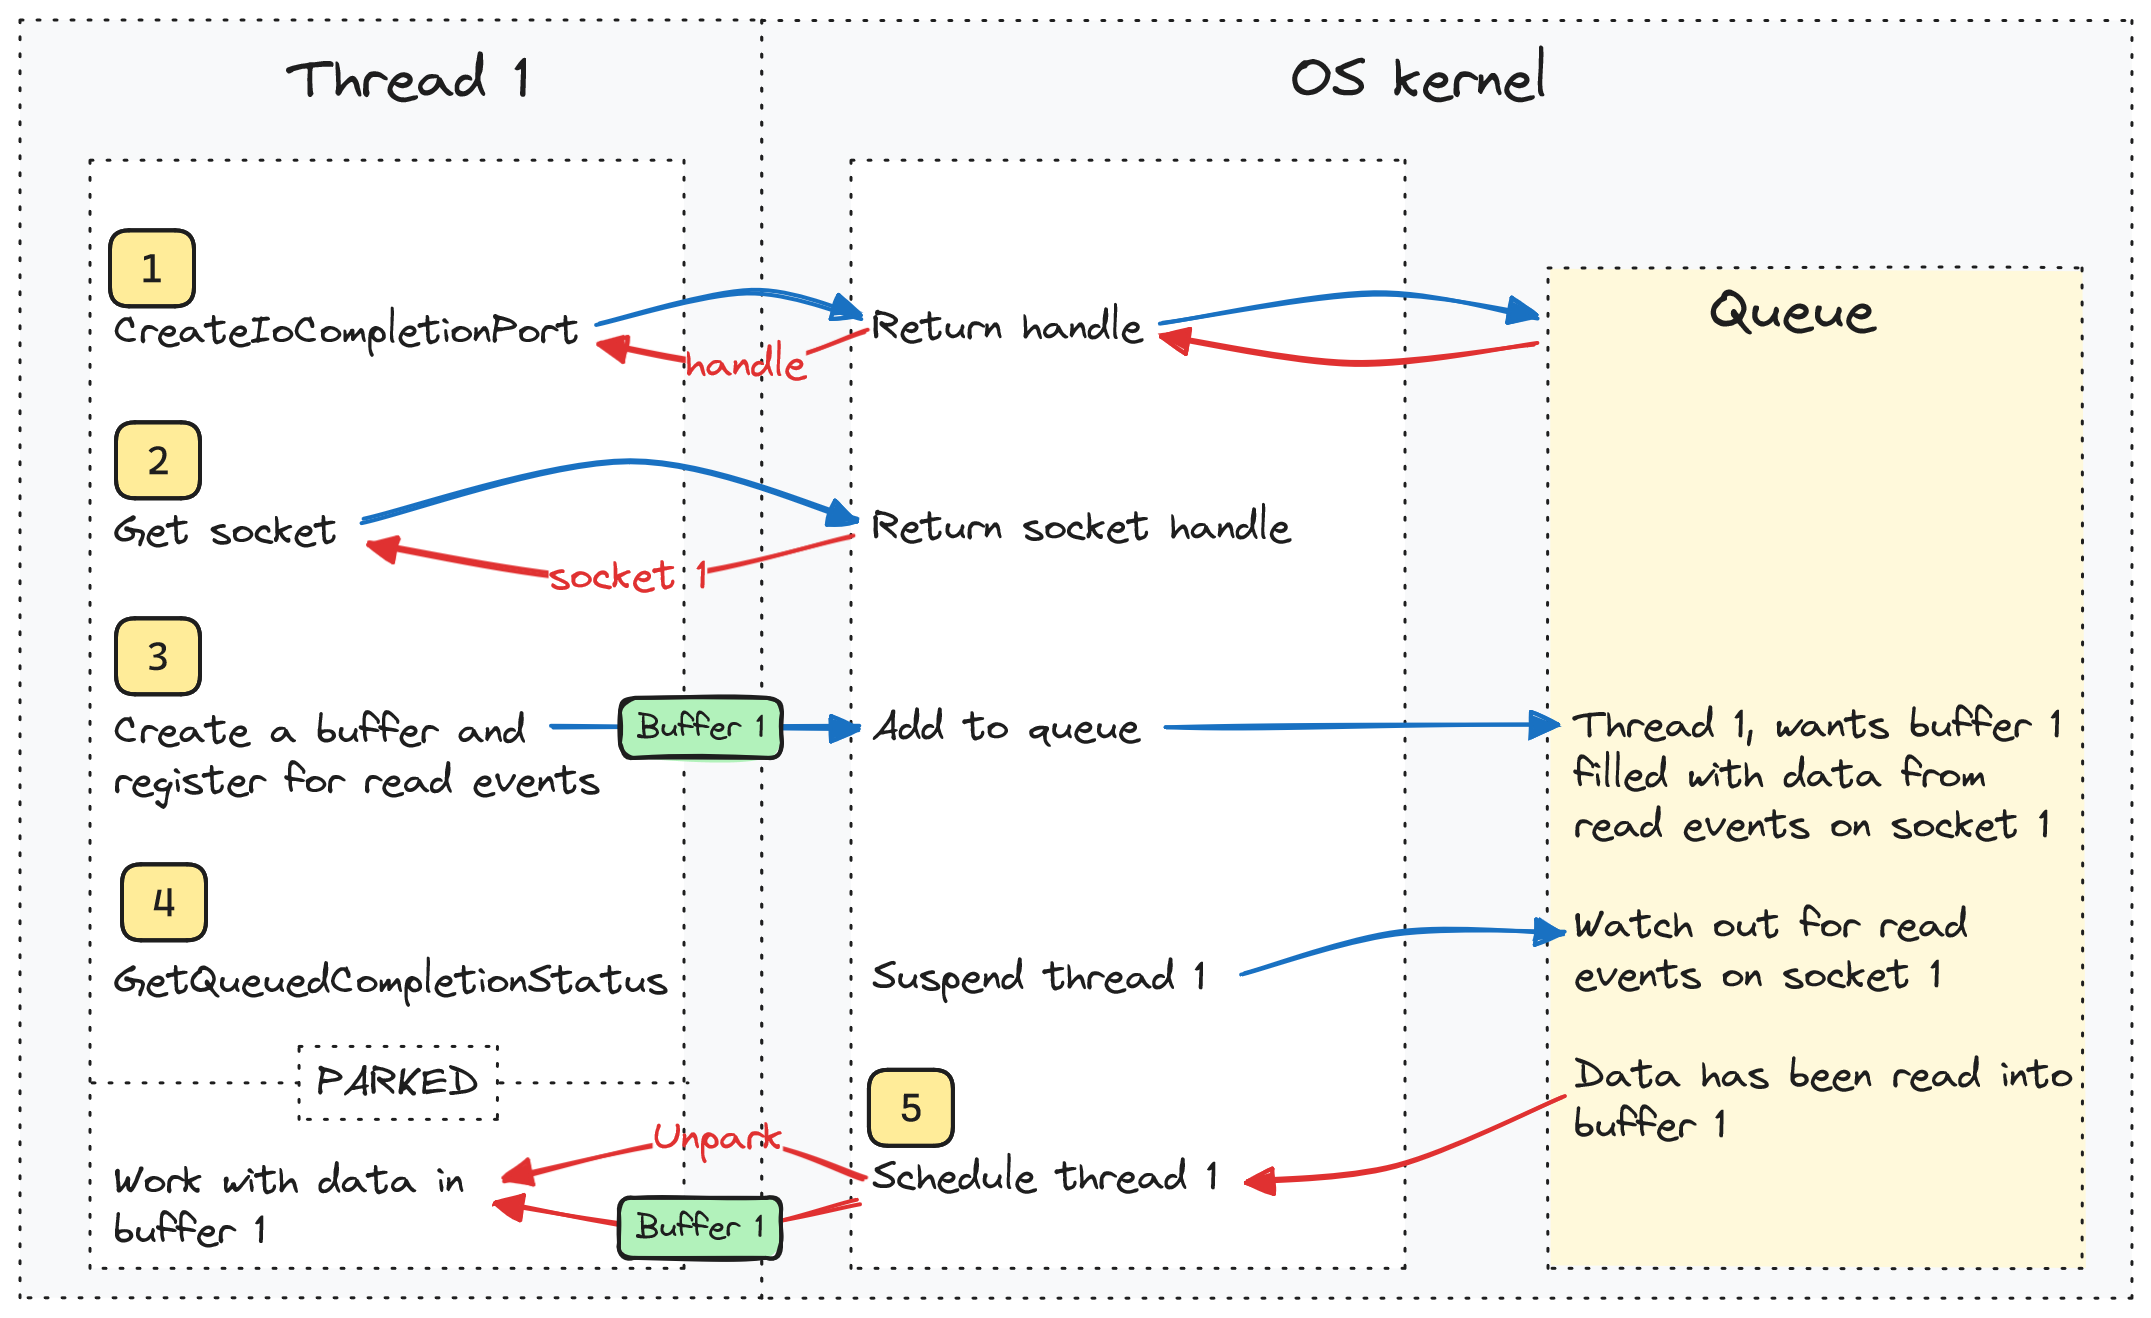 Thread 1
OS kernel
1
CreateIoCompletionPort
handle
Return handle
Queue
2
Get socket
socket 1
Return socket handle
3
Create a buffer and
register for read events
Buffer 1
Add to queue
Thread 1, wants buffer 1
filled with data from
read events on socket 1
4
GetQueuedCompletionStatus
Suspend thread 1
Watch out for read
events on socket 1
PARKED
5
Data has been read into
buffer 1
Unpark
Schedule thread 1
Work with data in
buffer 1
Buffer 1